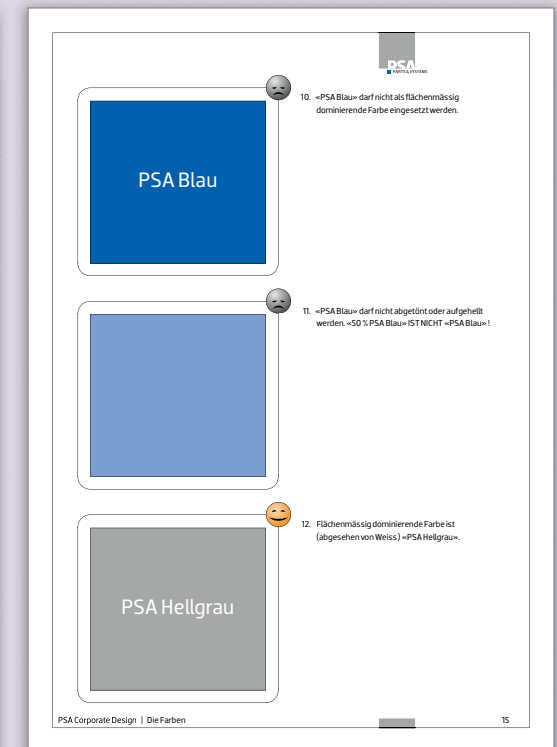 PSA
PARTS & SYSTEMS
10. «PSA Blau» darf nicht als flächenmässig
dominierende Farbe eingesetzt werden.
PSA Blau
11. «PSA Blau» darf nicht abgetönt oder aufgehellt
werden. «50 % PSA Blau» IST NICHT «PSA Blau» !
12. Flächenmässig dominierende Farbe ist
(abgesehen von Weiss ) «PSA Hellgrau».
PSA Hellgrau
PSA Corporate Design | Die Farben
15